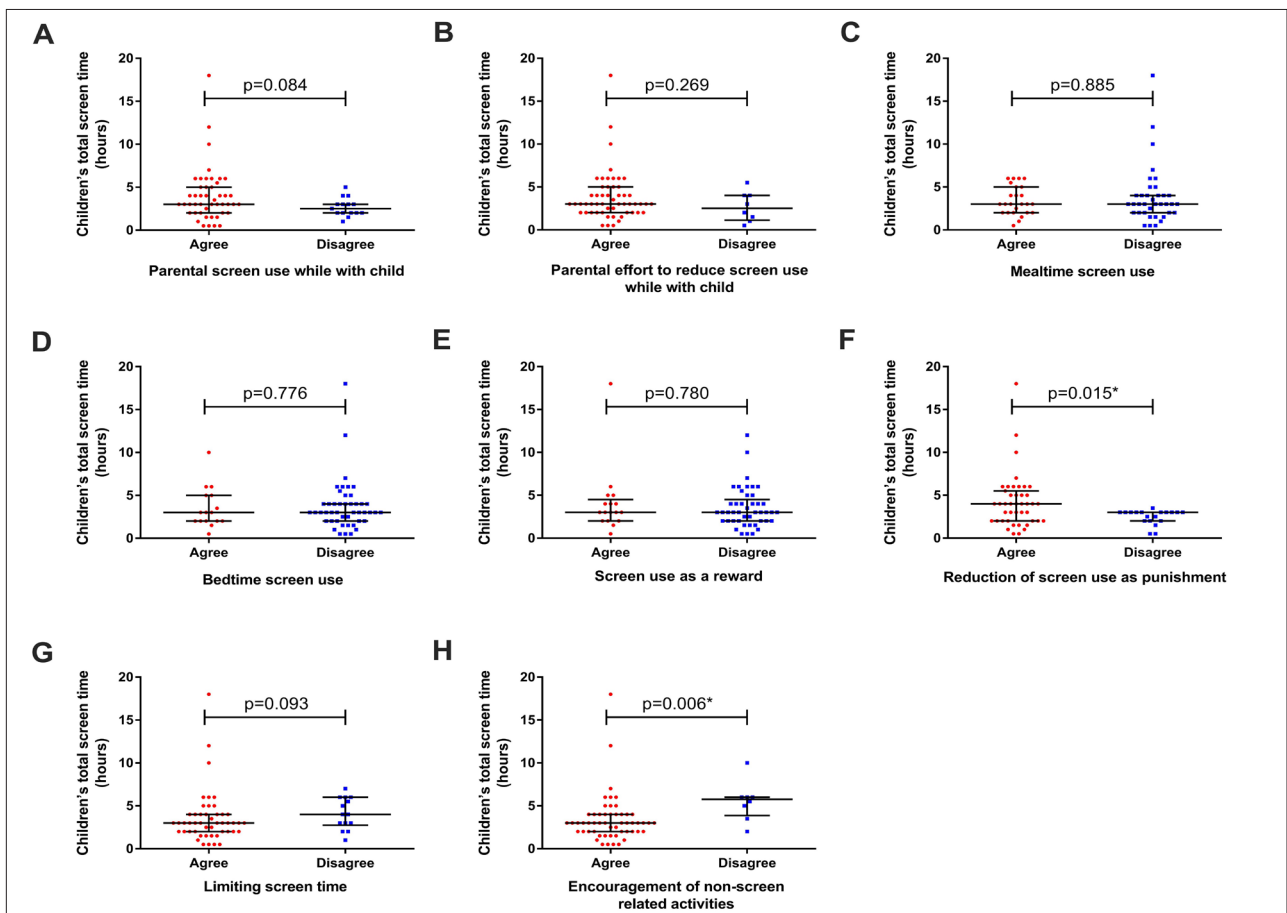 A
Children's total screen time
(hours)
20
15
10
5
0
p=0.084
Agree
Disagree
Parental screen use while with child
B
Children's total screen time
(hours)
20
15
10
5
0
p=0.269
Agree
Disagree
Parental effort to reduce screen use
while with child
C
Children's total screen time
(hours)
20
15
10
5
0
p=0.885
Agree
Disagree
Mealtime screen use
D
Children's total screen time
(hours)
20
15
10
5
0
p=0.776
Agree
Disagree
Bedtime screen use
E
Children's total screen time
(hours)
20
15
10
5
0
p=0.780
Agree
Disagree
Screen use as a reward
F
Children's total screen time
(hours)
20
15
10
5
0
p=0.015*
Agree
Disagree
Reduction of screen use as punishment
G
Children's total screen time
(hours)
20
15
10
5
0
p=0.093
Agree
Disagree
Limiting screen time
H
Children's total screen time
(hours)
20
15
10
5
0
p=0.006*
Agree
Disagree
Encouragement of non-screen
related activities